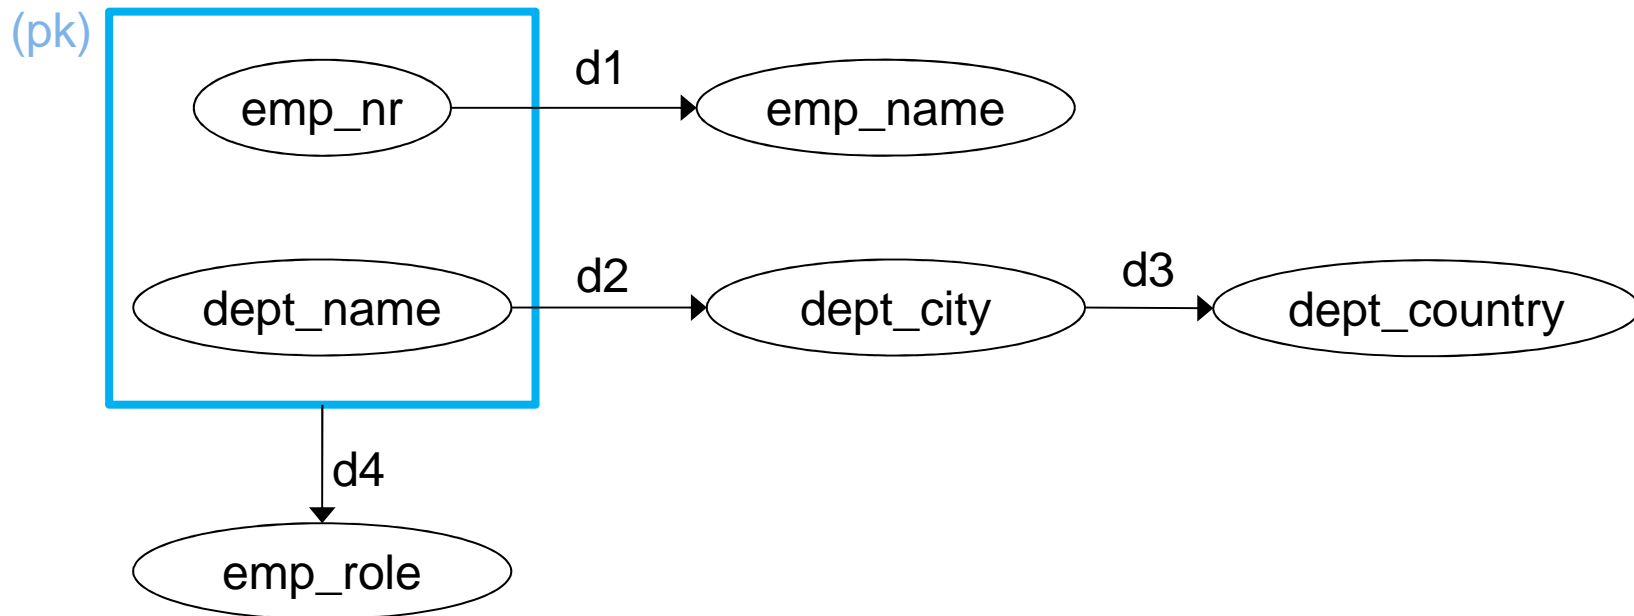 (pk)
emp_nr
d1
emp_name
dept_name
d2
dept_city
d3
dept_country
d4
emp_role